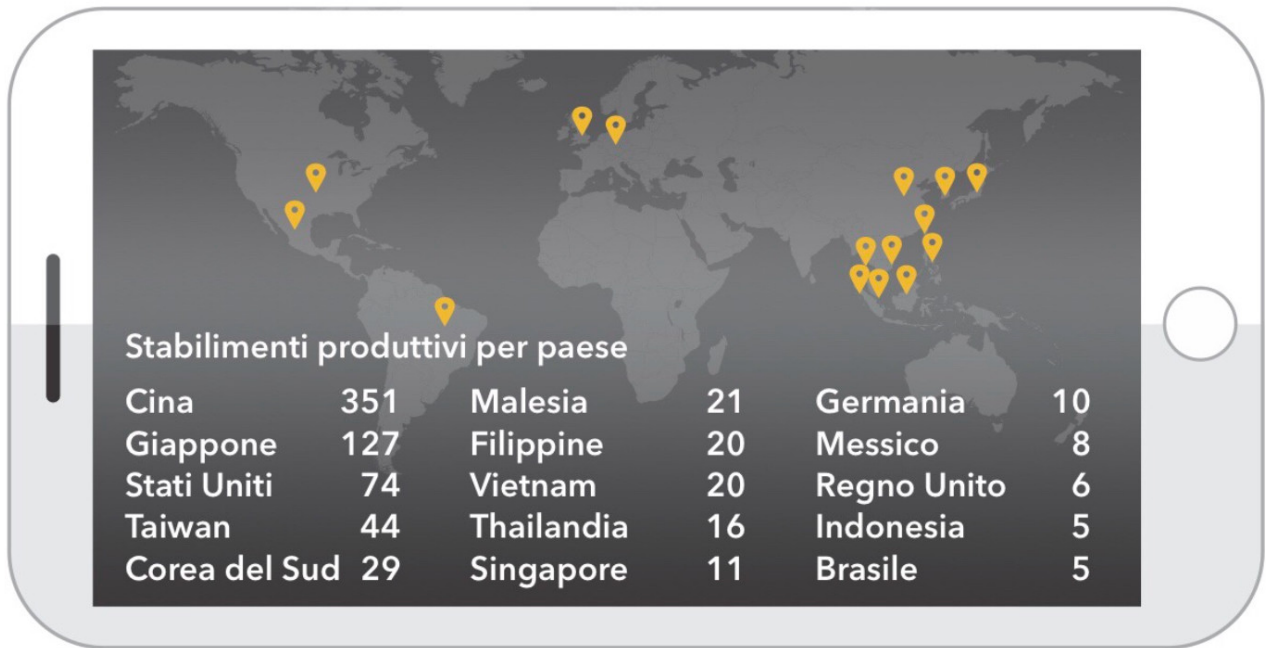 Stabilimenti produttivi per paese
Cina 351 Malesia 21 Germania 10
Giappone 127 Filippine 20 Messico 8
Stati Uniti 74 Vietnam 20 Regno Unito 6
Taiwan 44 Thailandia 16 Indonesia 5
Corea del Sud 29 Singapore 11 Brasile 5